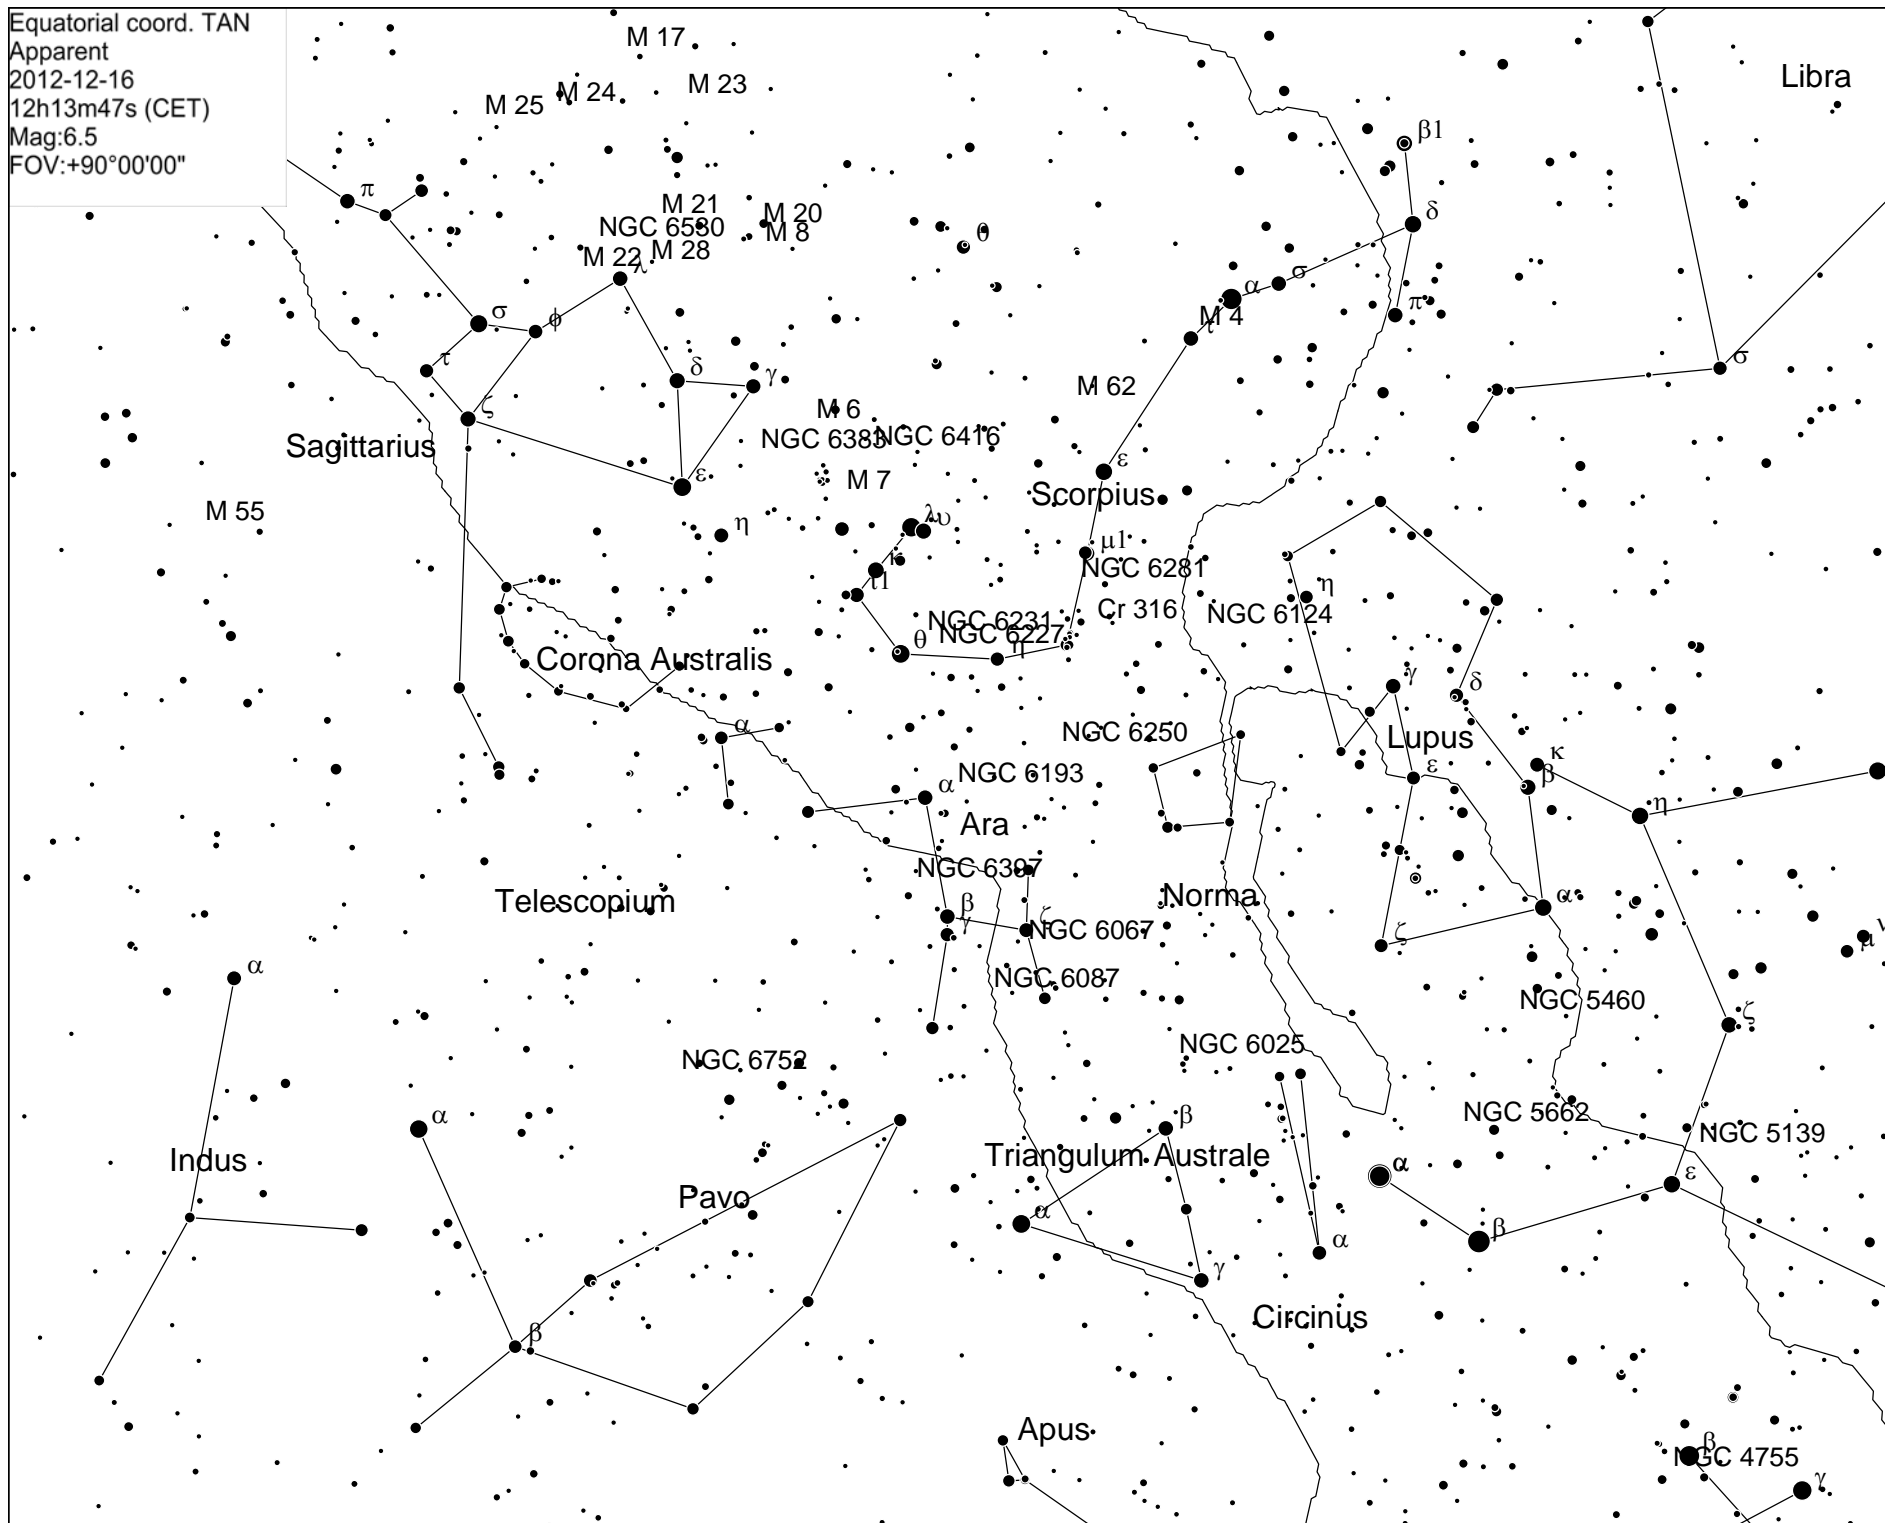 Equatorial coord. TAN
Apparent
2012-12-16
12h13m47s (CET)
Mag:6.5
FOV:+90°00'00"
M 17
M 23
M 24
M 25
Libra
β1
π
M 21
M 20
NGC 6530
M 8
δ
θ
M 28
M 22
λ
α
σ
π
M 4
τ
σ
φ
σ
τ
δ
γ
M 62
ζ
M 6
NGC 6383
NGC 6416
Sagittarius
ε
ε
M 7
Scorpius
M 55
η
λ
υ
μ1
κ
NGC 6281
ι1
η
Cr 316
NGC 6124
NGC 6231
NGC 6227
θ
η
Corona Australis
γ
δ
α
NGC 6250
Lupus
κ
NGC 6193
ε
β
α
η
Ara
NGC 6397
Norma
Telescopium
β
ζ
α
γ
NGC 6067
ζ
μ
ν
α
NGC 6087
NGC 5460
ζ
NGC 6025
NGC 6752
α
β
NGC 5662
NGC 5139
Indus
Triangulum Australe
α
ε
Pavo
α
β
α
γ
Circinus
β
Apus
β
NGC 4755
γ